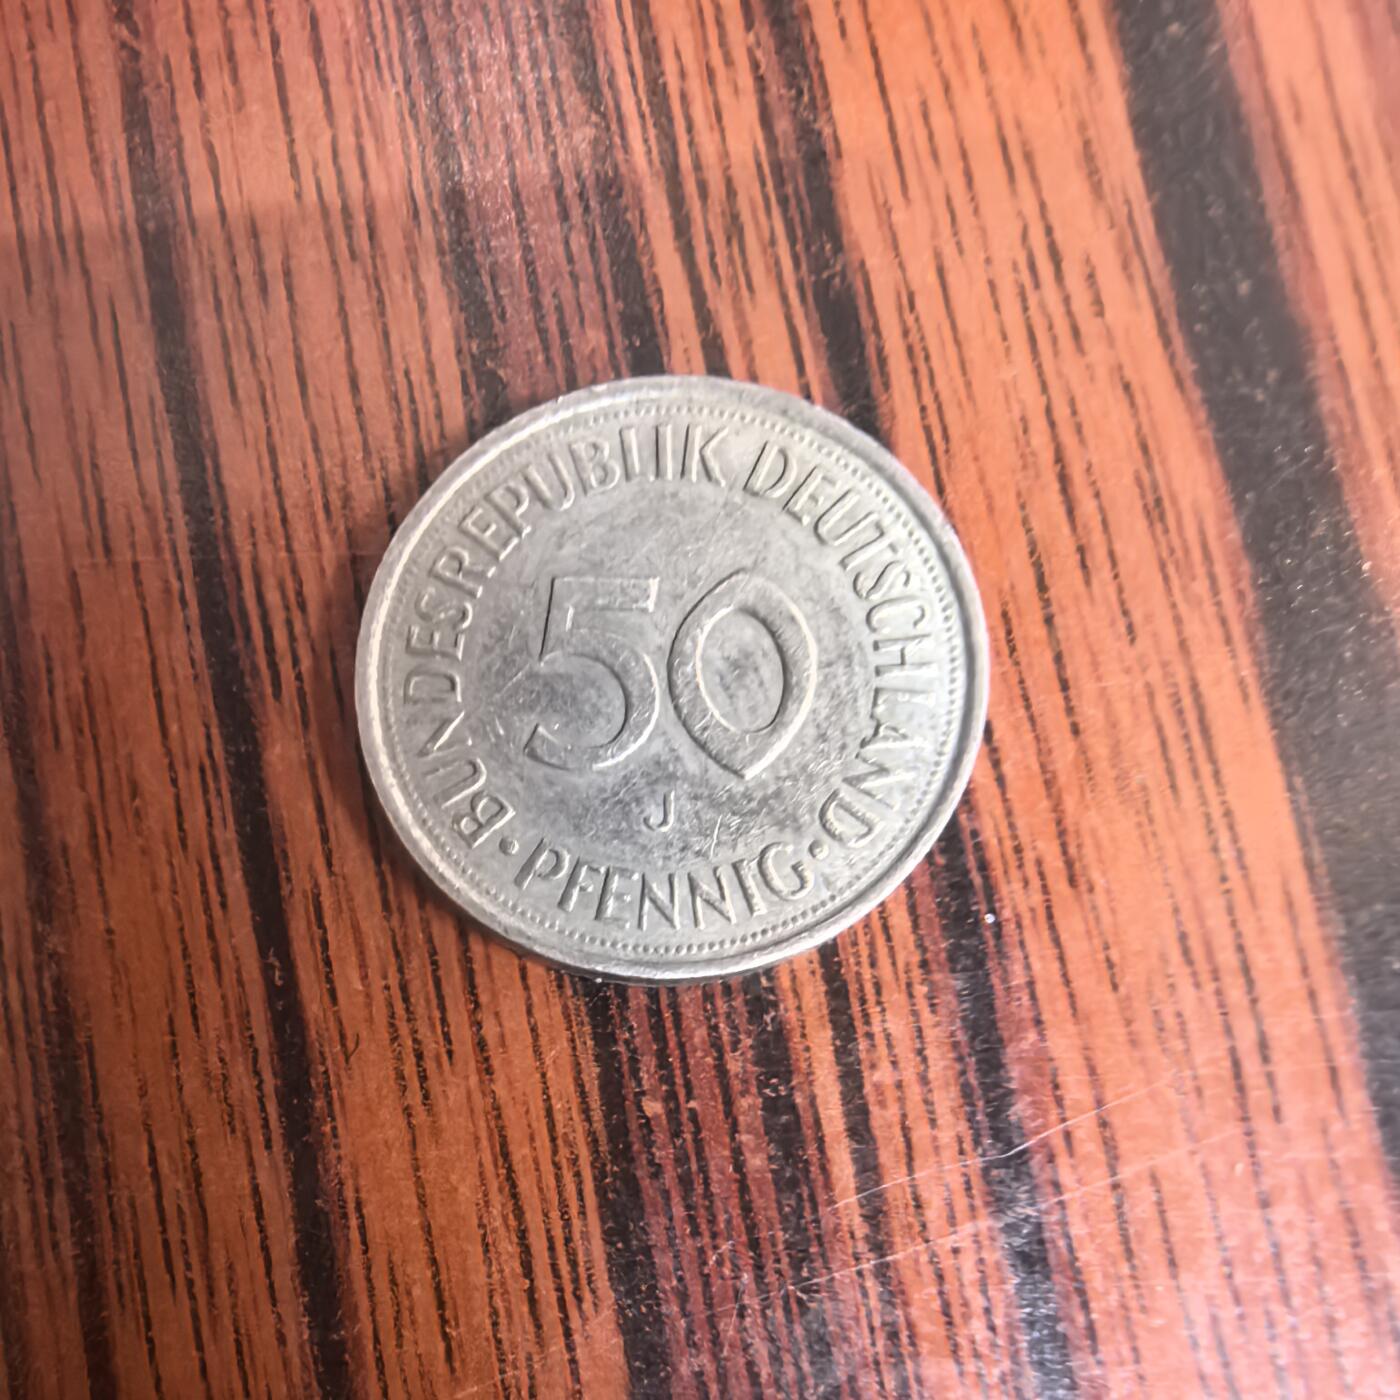 BUNDESREPUBLIK DEUTSCHLAND
50
J
· PFENNIG ·